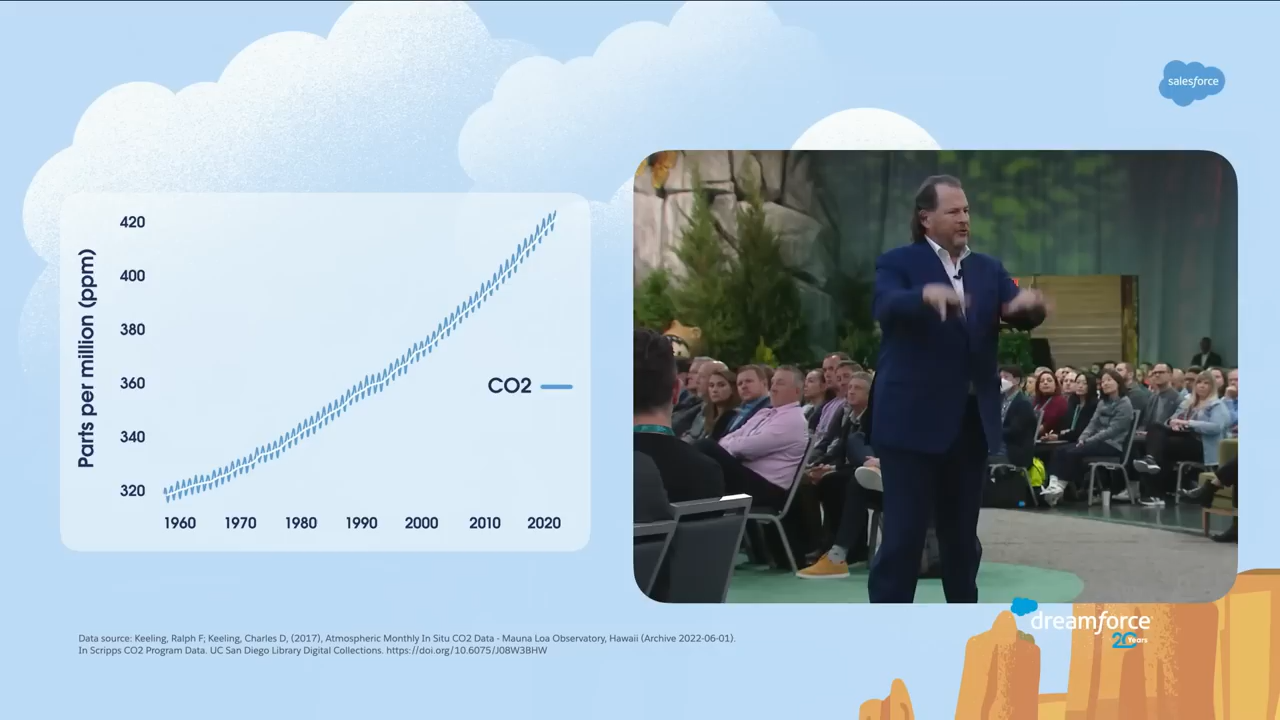 salesforce
420
400
380
360
340
320
Parts per million (ppm)
CO2
1960 1970 1980 1990 2000 2010 2020
dreamforce
20 Years
Data source: Keeling, Ralph F; Keeling, Charles D, (2017), Atmospheric Monthly In Situ CO2 Data - Mauna Loa Observatory, Hawaii (Archive 2022-06-01).
In Scripps CO2 Program Data. UC San Diego Library Digital Collections. https://doi.org/10.6075/J08W3BHW